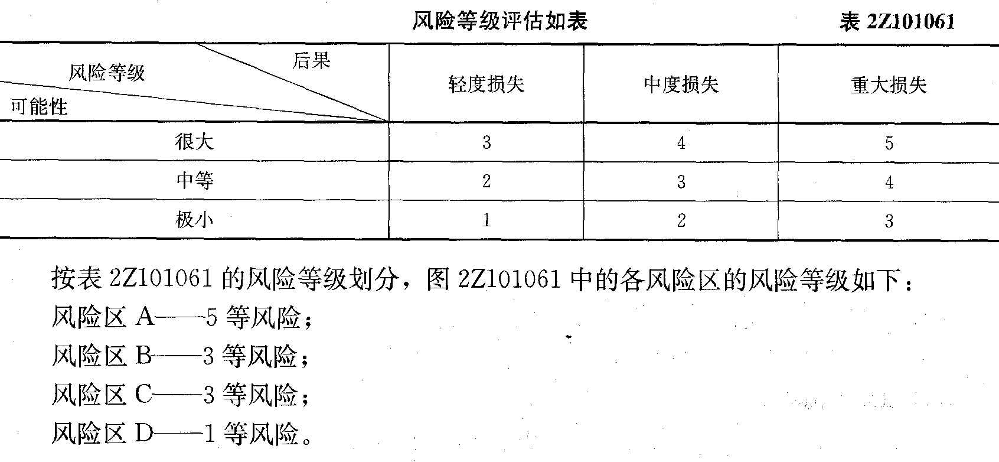 风险等级评估如表 表 2Z101061
后果
风险等级
可能性
轻度损失 中度损失 重大损失
很大 3 4 5
中等 2 3 4
极小 1 2 3
按表 2Z101061 的风险等级划分，图 2Z101061 中的各风险区的风险等级如下：
风险区 A——5 等风险；
风险区 B——3 等风险；
风险区 C——3 等风险；
风险区 D——1 等风险。